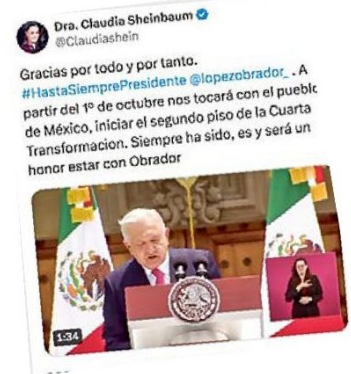 Dra. Claudia Sheinbaum
@Claudiashein
Gracias por todo y por tanto.
#HastaSiemprePresidente @lopezobrador_ . A
partir del 1º de octubre nos tocará con el pueblo
de México, iniciar el segundo piso de la Cuarta
Transformacion. Siempre ha sido, es y será un
honor estar con Obrador
1:34